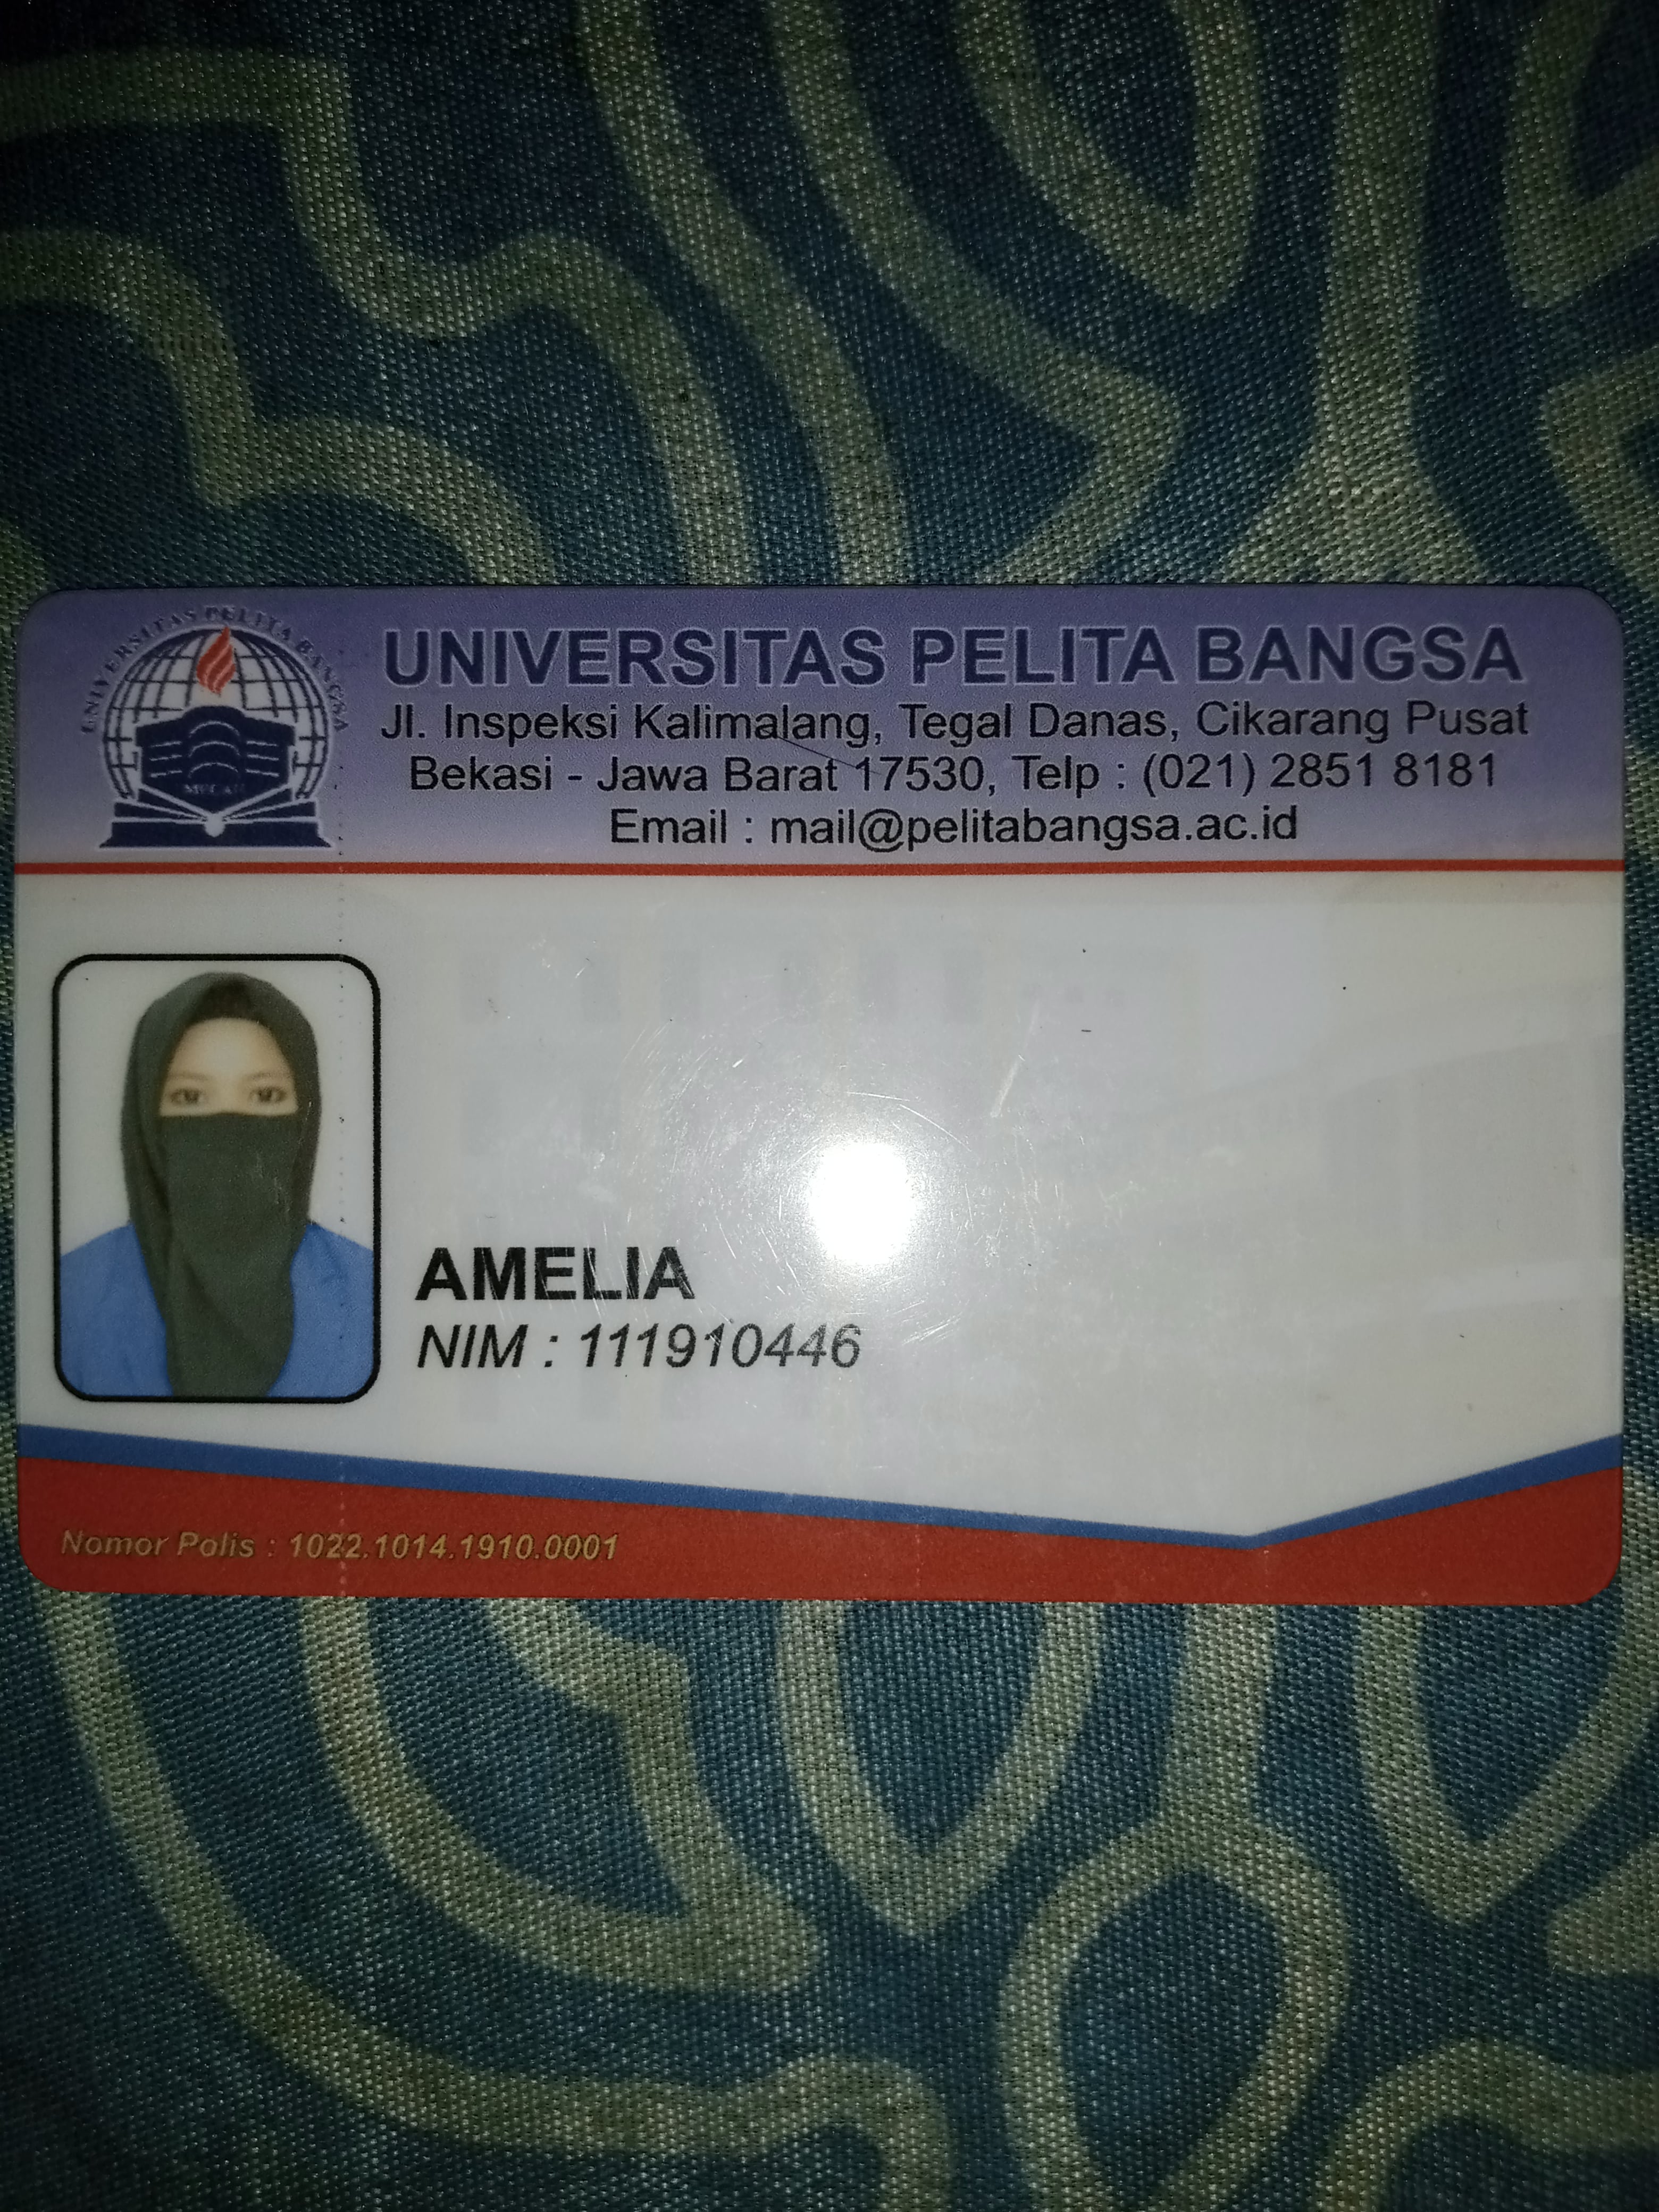 UNIVERSITAS PELITA BANGSA
UNIVERSITAS PELITA BANGSA
Jl. Inspeksi Kalimalang, Tegal Danas, Cikarang Pusat
Bekasi - Jawa Barat 17530, Telp : (021) 2851 8181
Email : mail@pelitabangsa.ac.id
AMELIA
NIM : 111910446
Nomor Polis : 1022.1014.1910.0001